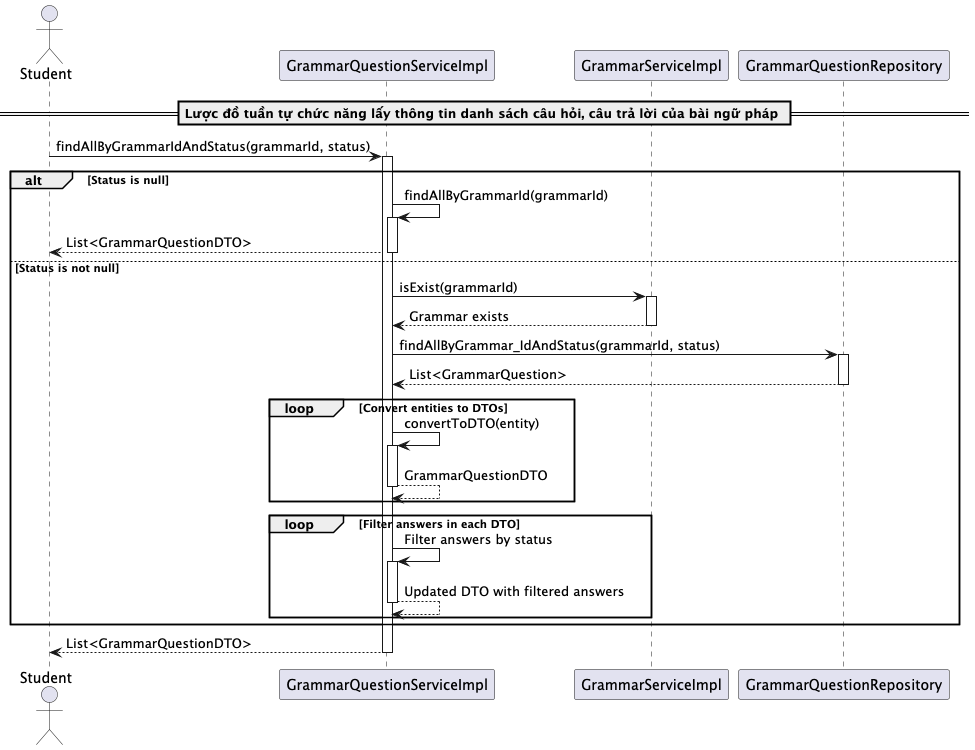 Student
GrammarQuestionServiceImpl
GrammarServiceImpl
GrammarQuestionRepository
Lược đồ tuần tự chức năng lấy thông tin danh sách câu hỏi, câu trả lời của bài ngữ pháp
findAllByGrammarIdAndStatus(grammarId, status)
alt
[Status is null]
findAllByGrammarId(grammarId)
List<GrammarQuestionDTO>
[Status is not null]
isExist(grammarId)
Grammar exists
findAllByGrammar_IdAndStatus(grammarId, status)
List<GrammarQuestion>
loop
[Convert entities to DTOs]
convertToDTO(entity)
GrammarQuestionDTO
loop
[Filter answers in each DTO]
Filter answers by status
Updated DTO with filtered answers
List<GrammarQuestionDTO>
Student
GrammarQuestionServiceImpl
GrammarServiceImpl
GrammarQuestionRepository